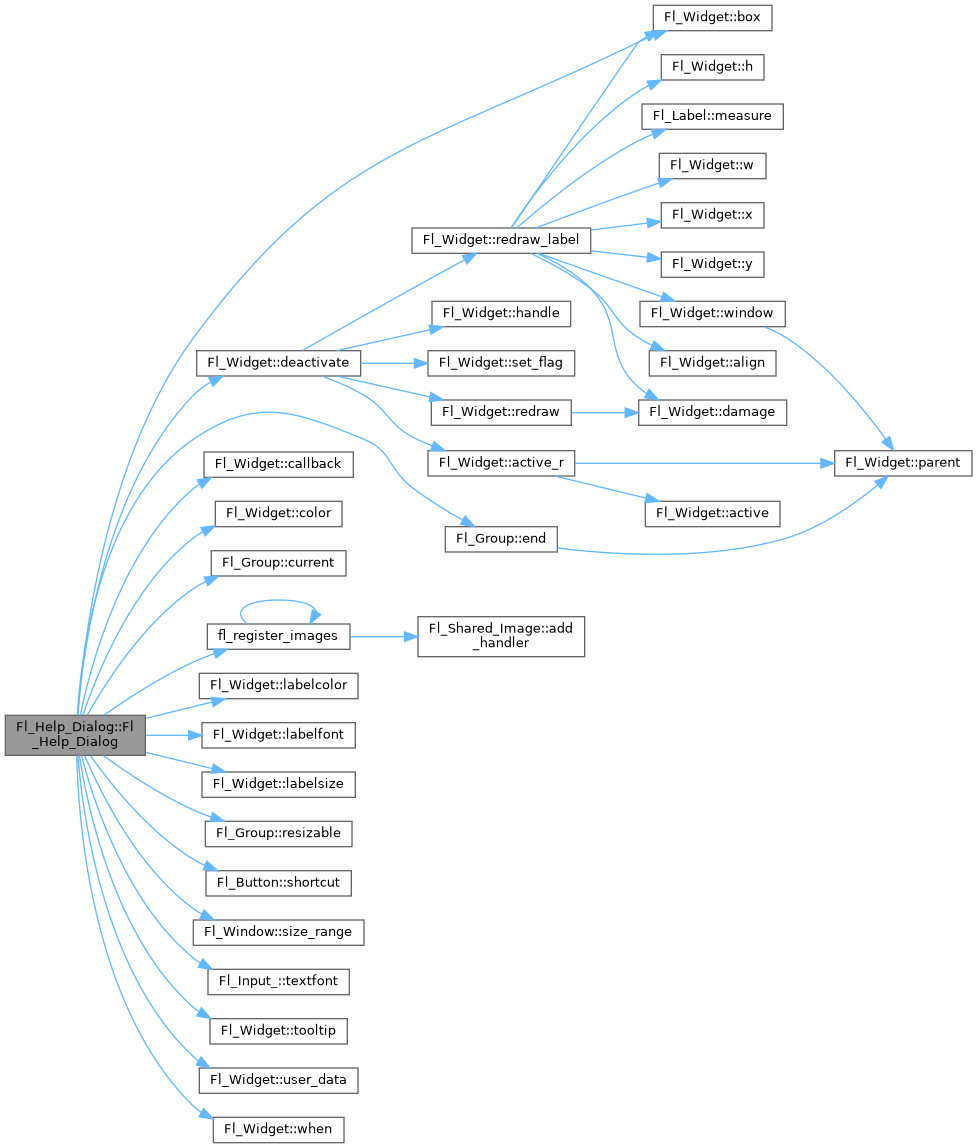 Fl_Widget::box
Fl_Widget::h
Fl_Label::measure
Fl_Widget::w
Fl_Widget::x
Fl_Widget::redraw_label
Fl_Widget::y
Fl_Widget::handle
Fl_Widget::window
Fl_Widget::deactivate
Fl_Widget::set_flag
Fl_Widget::align
Fl_Widget::redraw
Fl_Widget::damage
Fl_Widget::callback
Fl_Widget::active_r
Fl_Widget::parent
Fl_Widget::color
Fl_Widget::active
Fl_Group::end
Fl_Group::current
fl_register_images
Fl_Shared_Image::add
_handler
Fl_Widget::labelcolor
Fl_Help_Dialog::Fl
_Help_Dialog
Fl_Widget::labelfont
Fl_Widget::labelsize
Fl_Group::resizable
Fl_Button::shortcut
Fl_Window::size_range
Fl_Input_::textfont
Fl_Widget::tooltip
Fl_Widget::user_data
Fl_Widget::when